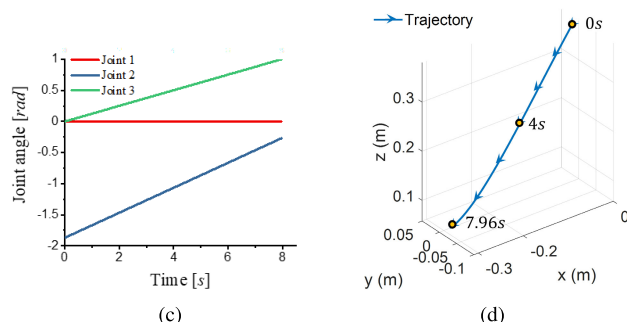 Joint 1
Joint 2
Joint 3
1
0.5
0
-0.5
-1
-1.5
-2
Joint angle [rad]
0 2 4 6 8
Time [s]
(c)
Trajectory
0s
4s
7.96s
0.3
0.2
0.1
z (m)
0.05
0
-0.05
-0.1
y (m)
-0.3
-0.2
-0.1
0
x (m)
(d)